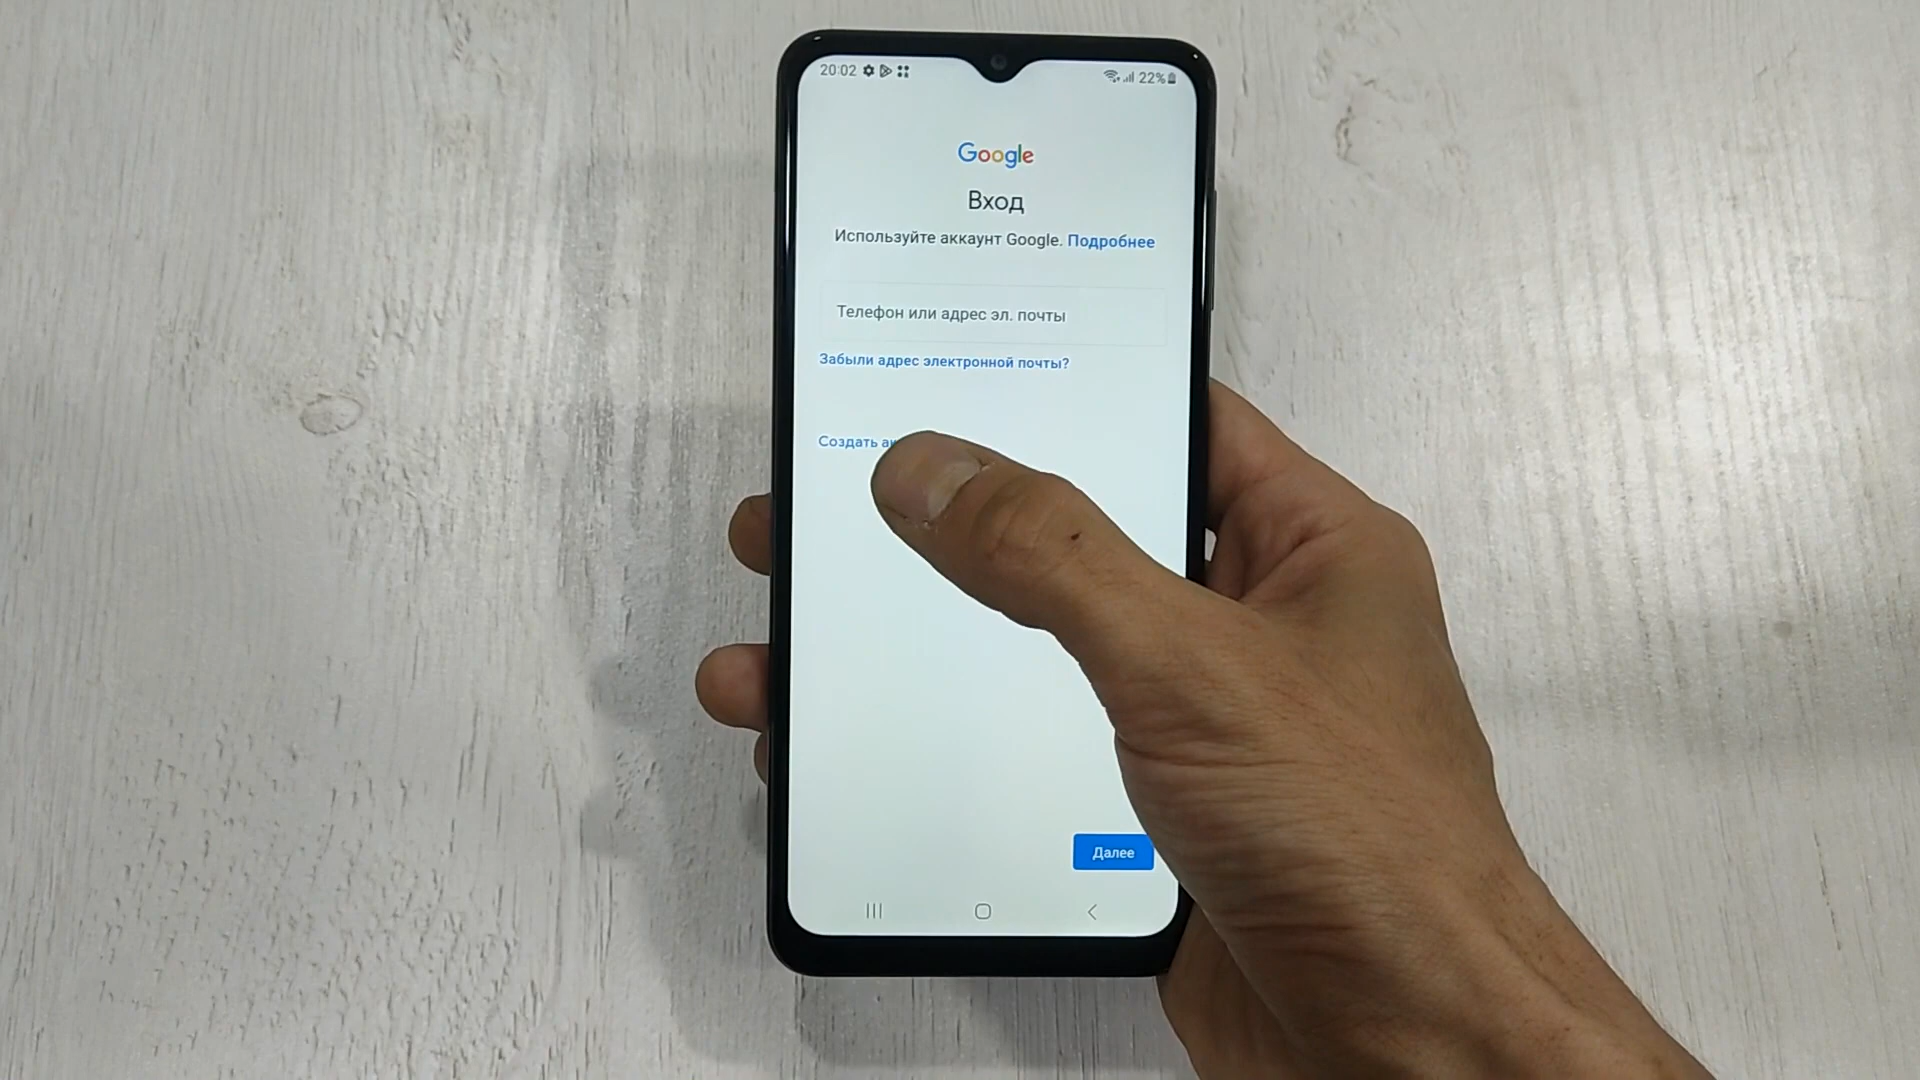 20:02 22%
Google
Вход
Используйте аккаунт Google. Подробнее
Телефон или адрес эл. почты
Забыли адрес электронной почты?
Создать
Далее